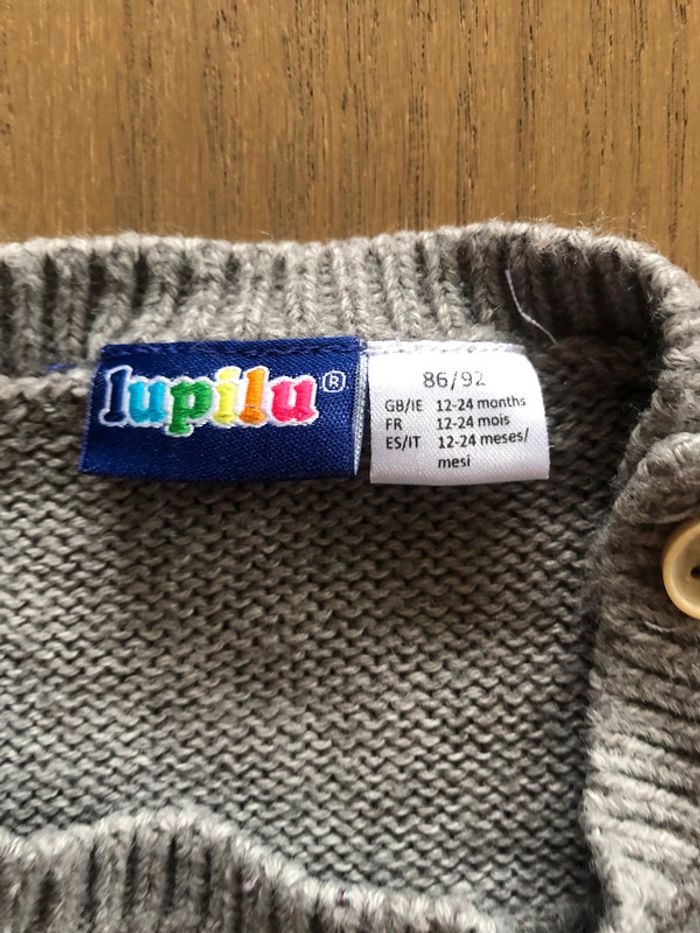 lupilu®
86/92
GB/IE 12-24 months
FR 12-24 mois
ES/IT 12-24 meses/
mesi